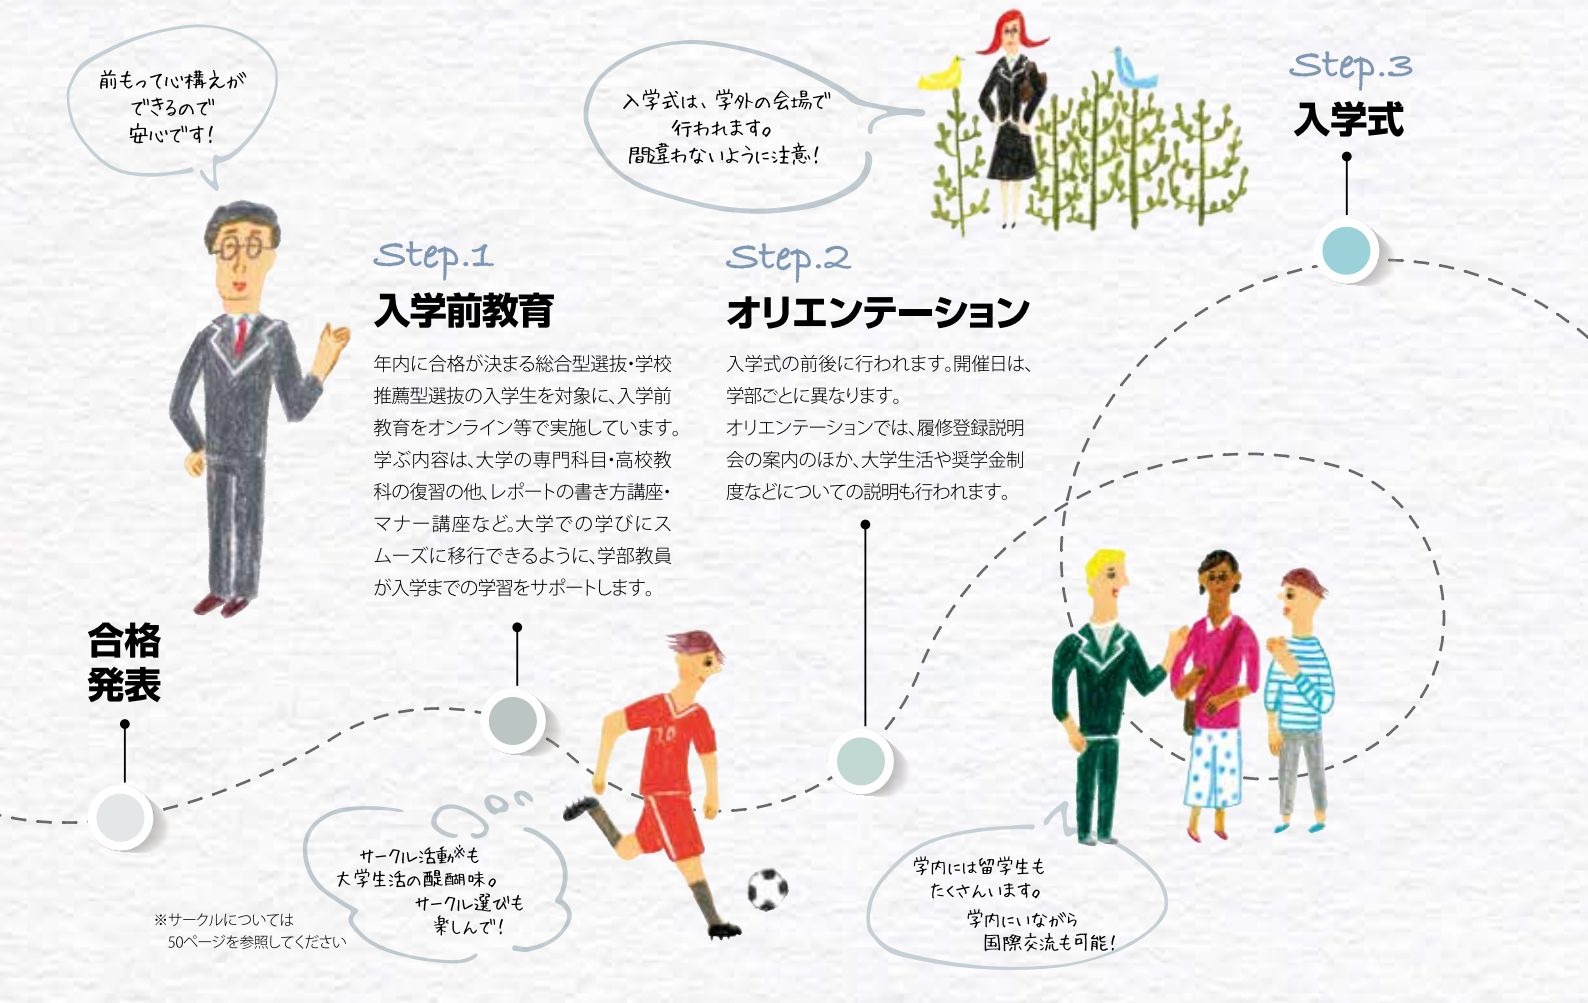 前もって心構えが
できるので
安心です!
入学式は、学外の会場で
行われます。
間違わないように注意!
Step.3
入学式
Step.1
入学前教育
年内に合格が決まる総合型選抜・学校
推薦型選抜の入学生を対象に、入学前
教育をオンライン等で実施しています。
学ぶ内容は、大学の専門科目・高校教
科の復習の他、レポートの書き方講座・
マナー講座など。大学での学びにス
ムーズに移行できるように、学部教員
が入学までの学習をサポートします。
Step.2
オリエンテーション
入学式の前後に行われます。開催日は、
学部ごとに異なります。
オリエンテーションでは、履修登録説明
会の案内のほか、大学生活や奨学金制
度などについての説明も行われます。
合格
発表
サークル活動※も
大学生活の醍醐味。
サークル選びも
楽しんで!
※サークルについては
50ページを参照してください
学内には留学生も
たくさんいます。
学内にいながら
国際交流も可能!